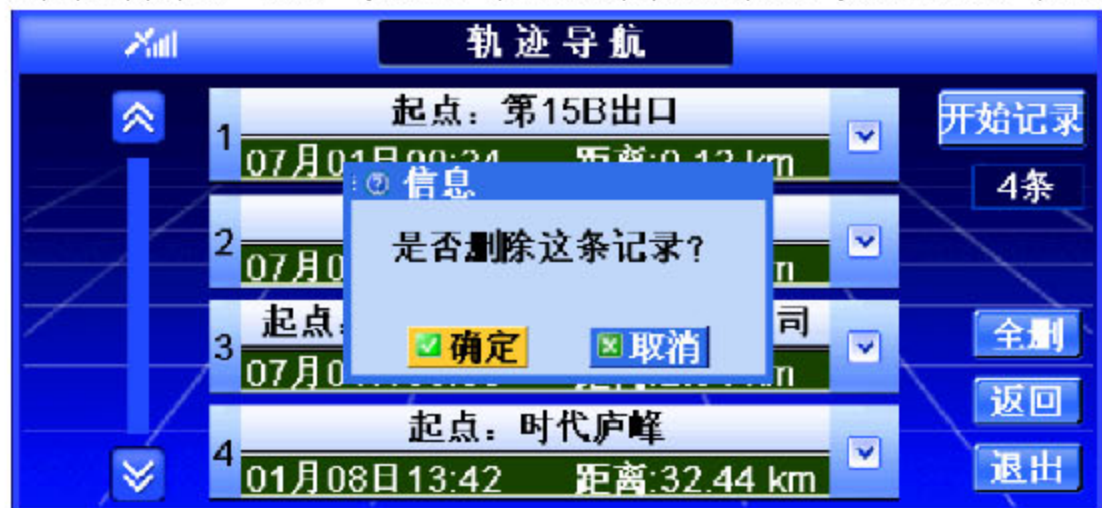 轨迹导航
开始记录
4条
1
起点：第15B出口
07月01日 距离:0.13 km
信息
是否删除这条记录?
确定 取消
2
07月0
3
起点: 司
07月0
4
起点：时代庐峰
01月08日13:42 距离:32.44 km
全删
返回
退出